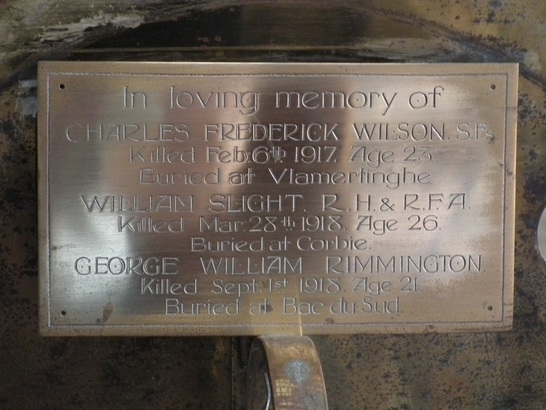 In loving memory of
CHARLES FREDERICK WILSON. S.F.
Killed Feb. 6th 1917. Age 23.
Buried at Vlamertinghe.
WILLIAM SLIGHT. R.H. & R.F.A.
Killed Mar. 28th 1918. Age 26.
Buried at Corbie.
GEORGE WILLIAM RIMMINGTON
Killed Sept. 1st 1918. Age 21.
Buried at Bac du Sud.